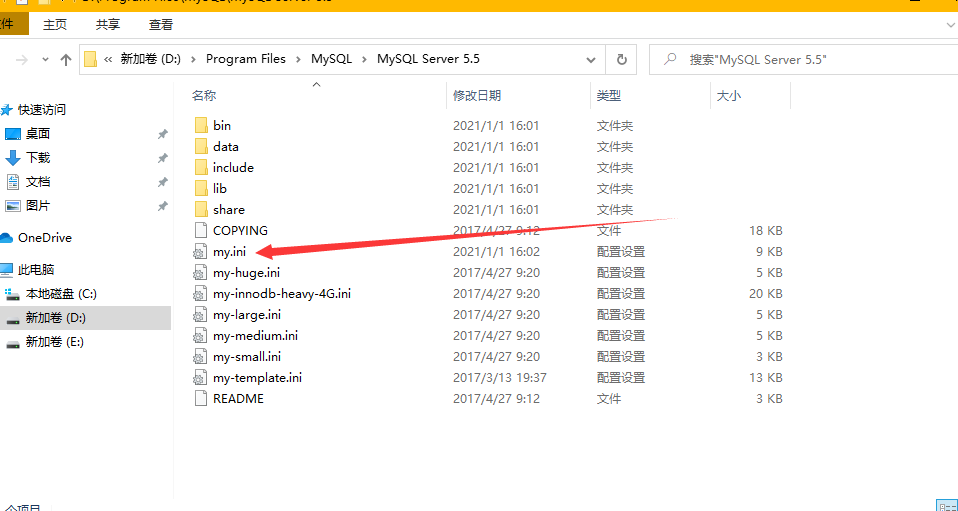 件 主页 共享 查看
« 新加卷 (D:) › Program Files › MySQL › MySQL Server 5.5 搜索"MySQL Server 5.5"
名称 修改日期 类型 大小
快速访问
桌面
下载
文档
图片
OneDrive
此电脑
本地磁盘 (C:)
新加卷 (D:)
新加卷 (E:)
bin 2021/1/1 16:01 文件夹
data 2021/1/1 16:01 文件夹
include 2021/1/1 16:01 文件夹
lib 2021/1/1 16:01 文件夹
share 2021/1/1 16:01 文件夹
COPYING 2017/4/27 9:12 文件 18 KB
my.ini 2021/1/1 16:02 配置设置 9 KB
my-huge.ini 2017/4/27 9:20 配置设置 5 KB
my-innodb-heavy-4G.ini 2017/4/27 9:20 配置设置 20 KB
my-large.ini 2017/4/27 9:20 配置设置 5 KB
my-medium.ini 2017/4/27 9:20 配置设置 5 KB
my-small.ini 2017/4/27 9:20 配置设置 3 KB
my-template.ini 2017/3/13 19:37 配置设置 13 KB
README 2017/4/27 9:12 文件 3 KB
个项目